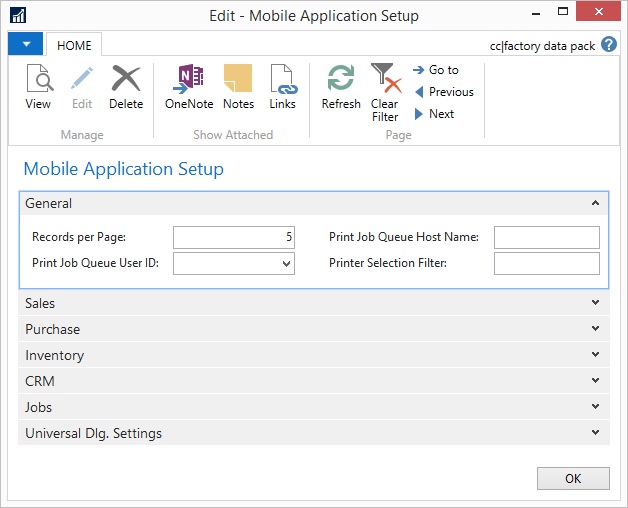 Edit - Mobile Application Setup
HOME
cc|factory data pack
View
Edit
Delete
OneNote
Notes
Links
Refresh
Clear
Filter
Go to
Previous
Next
Manage
Show Attached
Page
Mobile Application Setup
General
Records per Page: 5
Print Job Queue Host Name:
Print Job Queue User ID:
Printer Selection Filter:
Sales
Purchase
Inventory
CRM
Jobs
Universal Dlg. Settings
OK